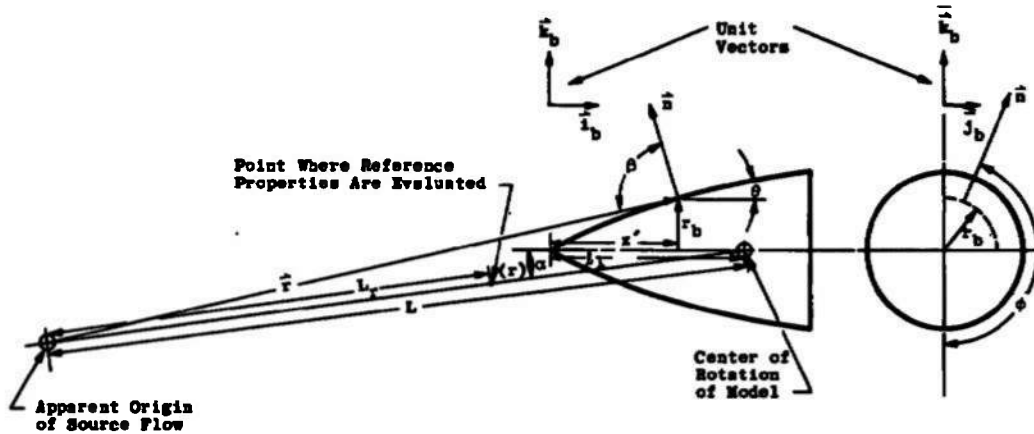 Unit
Vectors
k_b
i_b
n
k_b
n
j_b
Point Where Reference
Properties Are Evaluated
β
θ
r_b
z'
r_b
α
(r)
L_r
r
L
φ
Center of
Rotation
of Model
Apparent Origin
of Source Flow